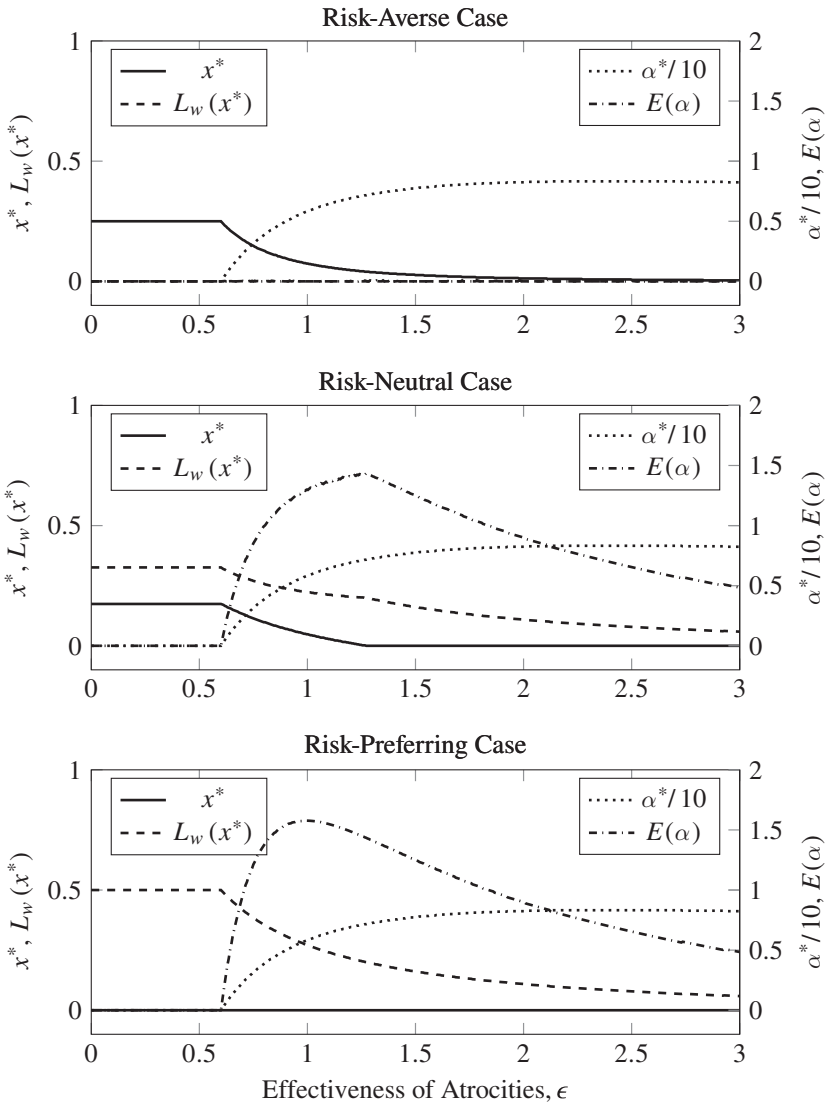 Risk-Averse Case
1
0.5
0
x*, L_w(x*)
x*
L_w(x*)
α*/10
E(α)
2
1.5
1
0.5
0
α*/10, E(α)
0 0.5 1 1.5 2 2.5 3
Risk-Neutral Case
1
0.5
0
x*, L_w(x*)
x*
L_w(x*)
α*/10
E(α)
2
1.5
1
0.5
0
α*/10, E(α)
0 0.5 1 1.5 2 2.5 3
Risk-Preferring Case
1
0.5
0
x*, L_w(x*)
x*
L_w(x*)
α*/10
E(α)
2
1.5
1
0.5
0
α*/10, E(α)
0 0.5 1 1.5 2 2.5 3
Effectiveness of Atrocities, ϵ